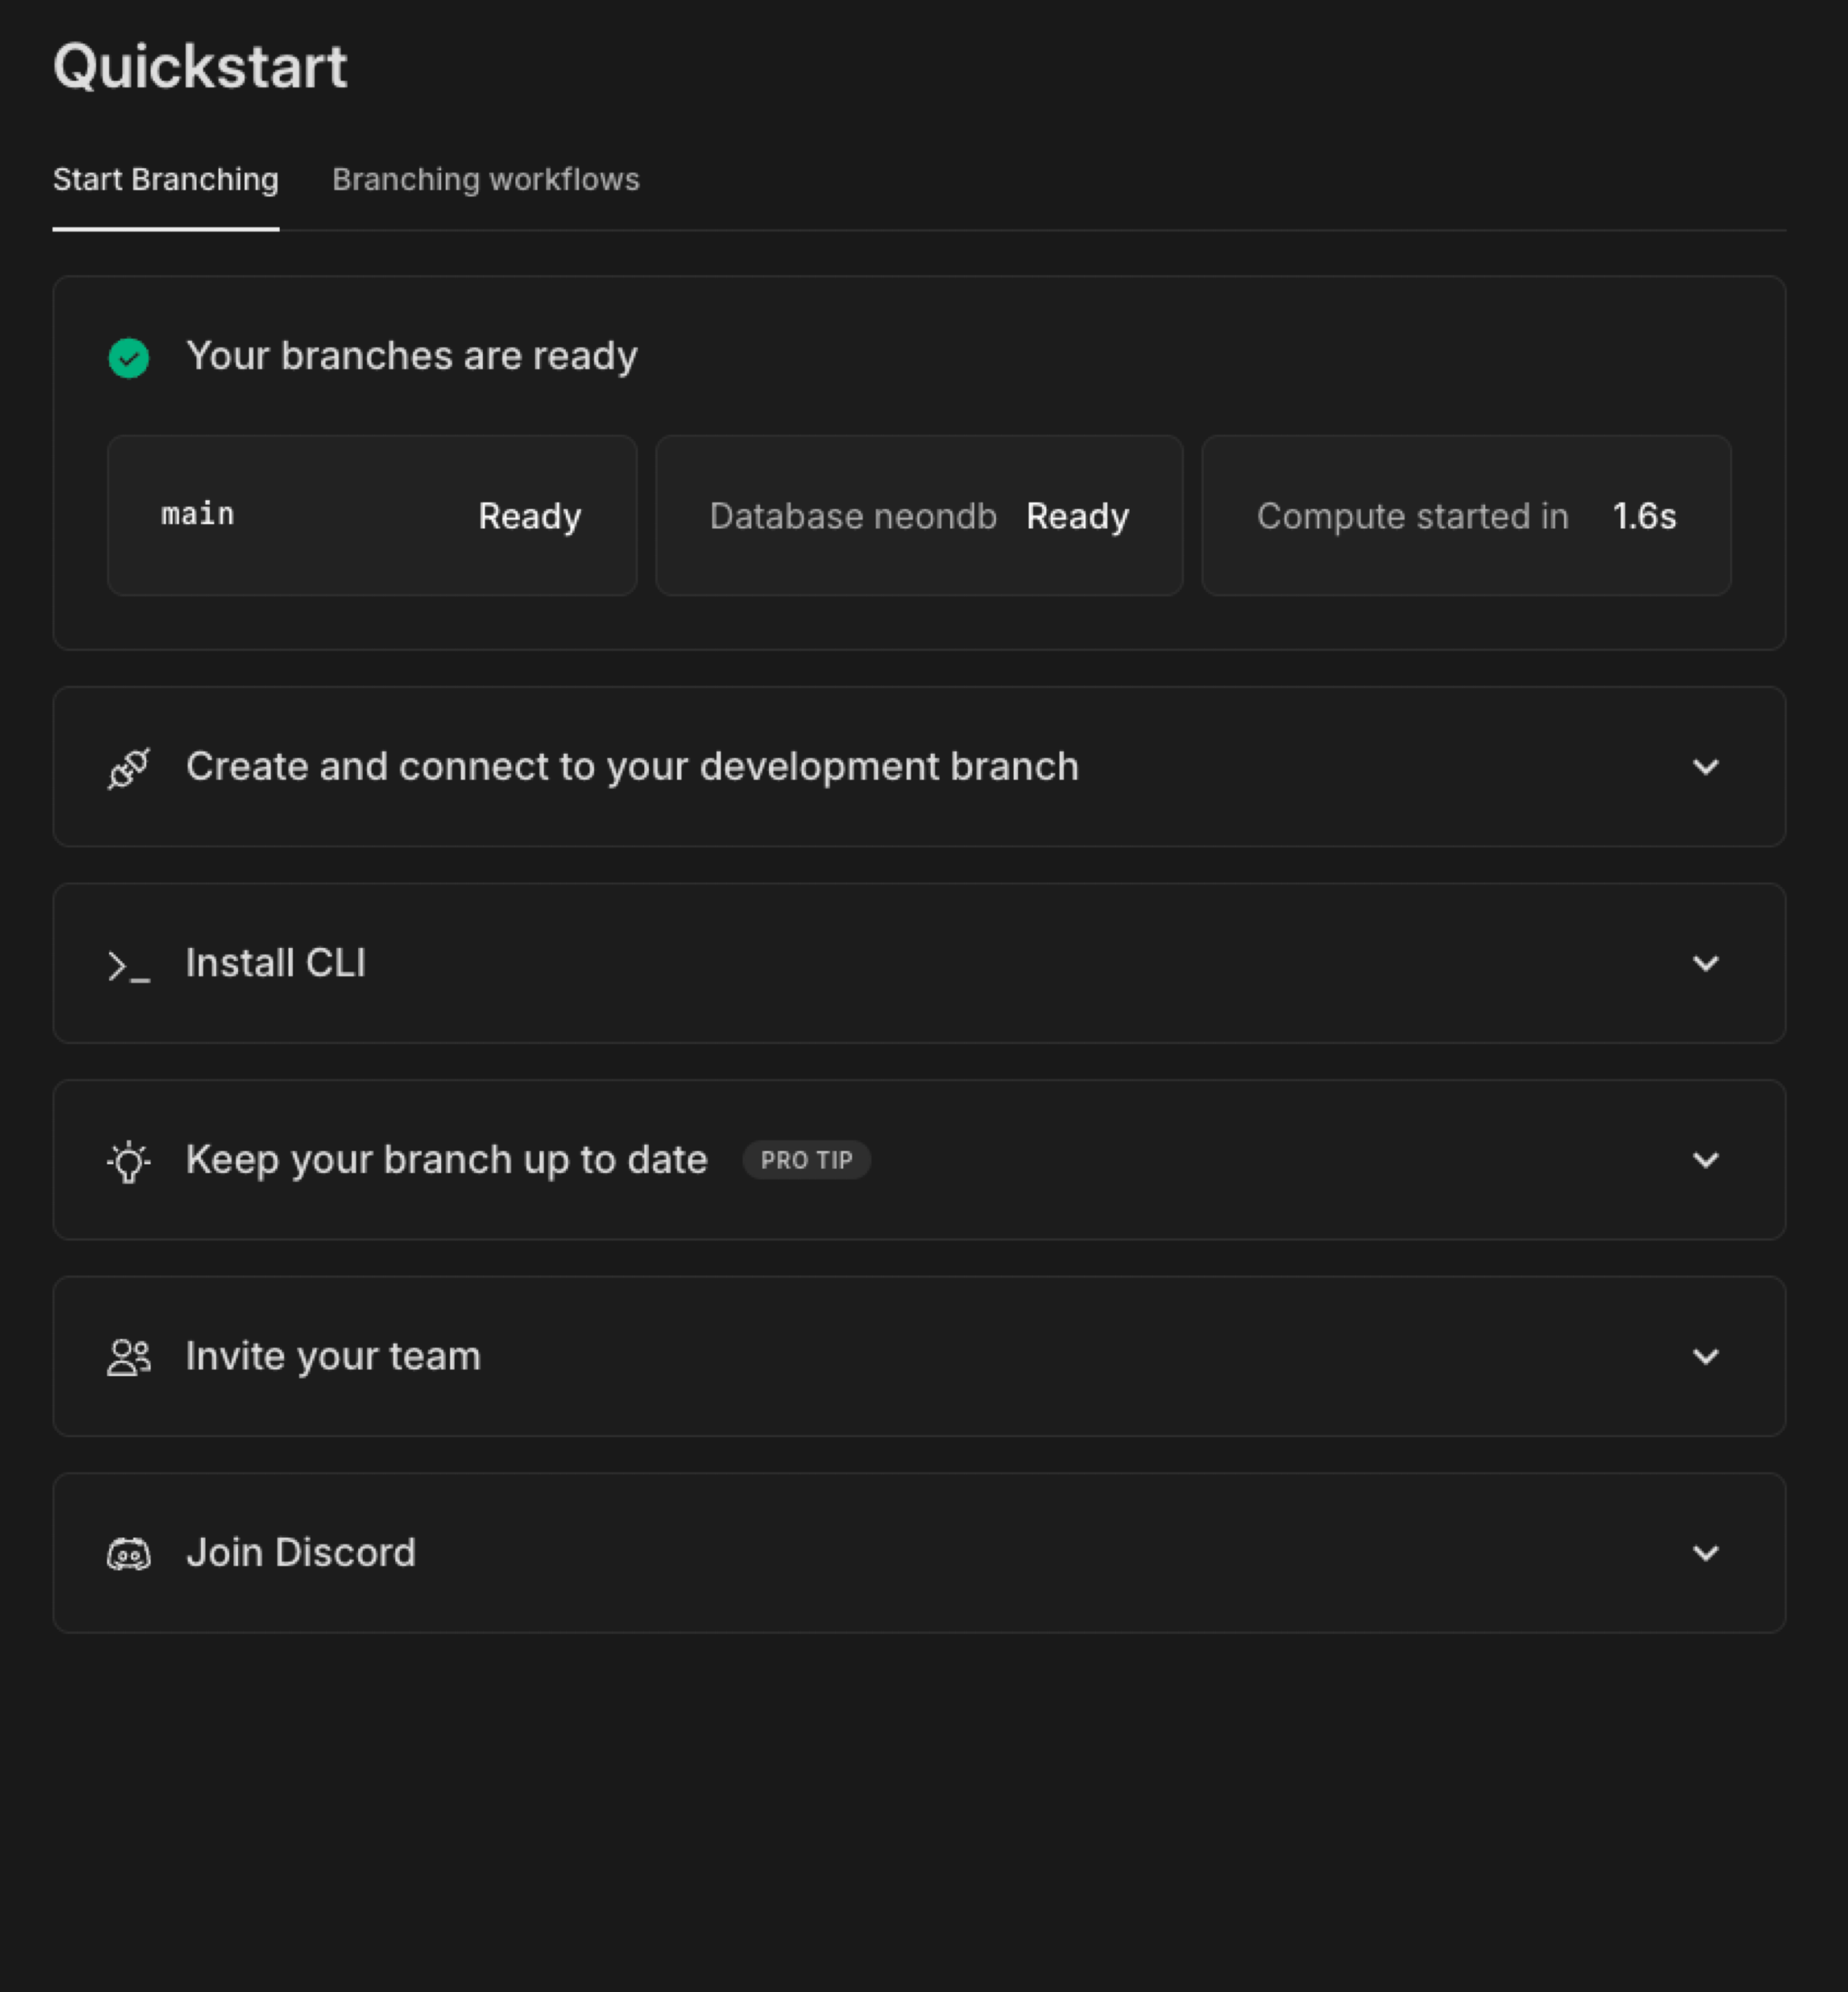 Quickstart
Start Branching Branching workflows
Your branches are ready
main Ready Database neondb Ready Compute started in 1.6s
Create and connect to your development branch
Install CLI
Keep your branch up to date PRO TIP
Invite your team
Join Discord